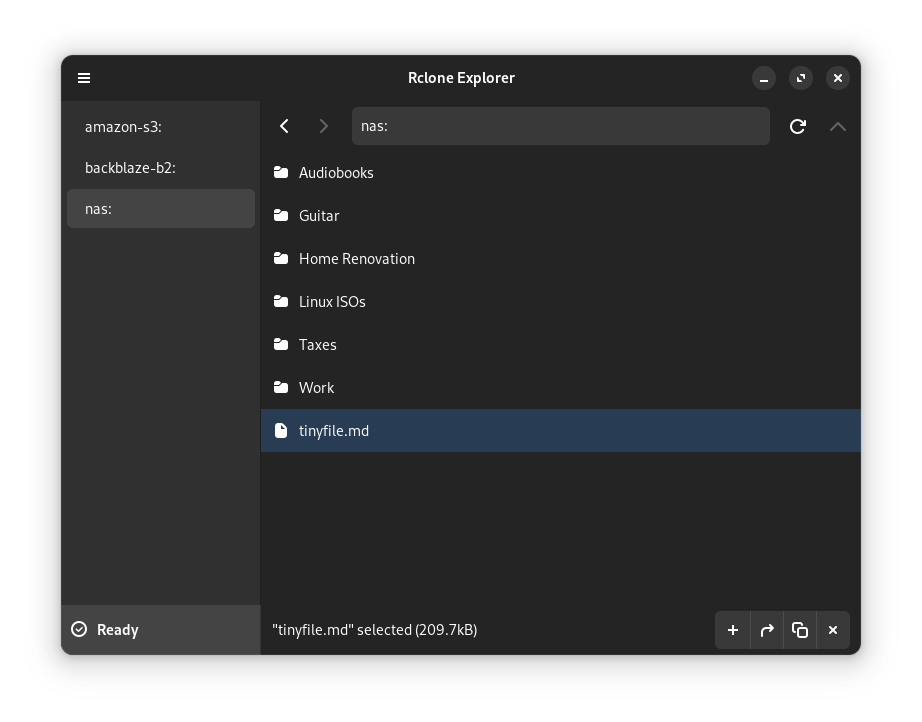 Rclone Explorer
amazon-s3:
backblaze-b2:
nas:
nas:
Audiobooks
Guitar
Home Renovation
Linux ISOs
Taxes
Work
tinyfile.md
Ready
"tinyfile.md" selected (209.7kB)